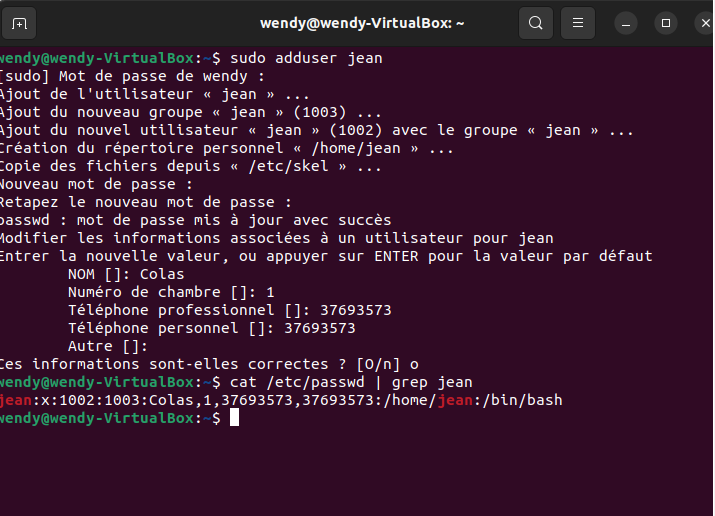 wendy@wendy-VirtualBox: ~
wendy@wendy-VirtualBox:~$ sudo adduser jean
[sudo] Mot de passe de wendy :
Ajout de l'utilisateur « jean » ...
Ajout du nouveau groupe « jean » (1003) ...
Ajout du nouvel utilisateur « jean » (1002) avec le groupe « jean » ...
Création du répertoire personnel « /home/jean » ...
Copie des fichiers depuis « /etc/skel » ...
Nouveau mot de passe :
Retapez le nouveau mot de passe :
passwd : mot de passe mis à jour avec succès
Modifier les informations associées à un utilisateur pour jean
Entrer la nouvelle valeur, ou appuyer sur ENTER pour la valeur par défaut
NOM []: Colas
Numéro de chambre []: 1
Téléphone professionnel []: 37693573
Téléphone personnel []: 37693573
Autre []:
Ces informations sont-elles correctes ? [O/n] o
wendy@wendy-VirtualBox:~$ cat /etc/passwd | grep jean
jean:x:1002:1003:Colas,1,37693573,37693573:/home/jean:/bin/bash
wendy@wendy-VirtualBox:~$